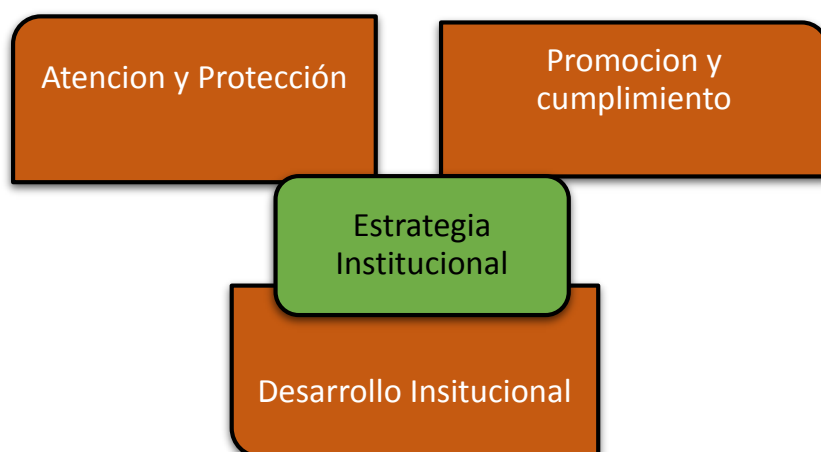 Atencion y Protección
Promocion y
cumplimiento
Estrategia
Institucional
Desarrollo Insitucional